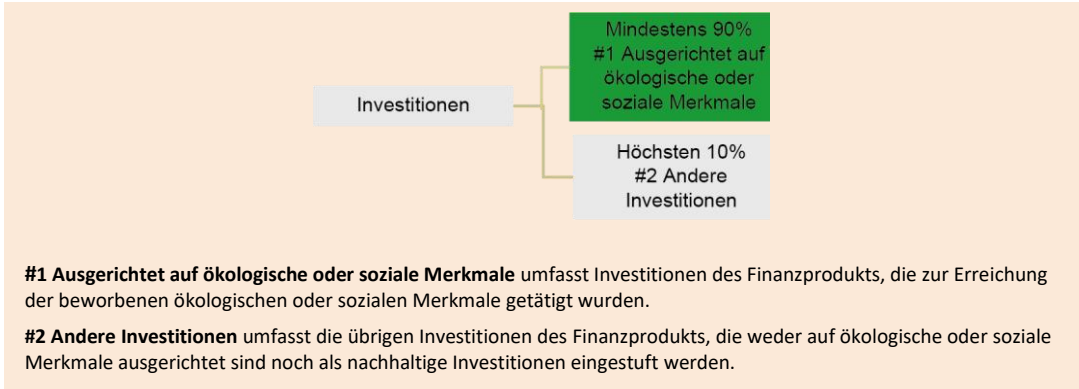 Mindestens 90%
#1 Ausgerichtet auf
ökologische oder
soziale Merkmale
Investitionen
Höchsten 10%
#2 Andere
Investitionen
#1 Ausgerichtet auf ökologische oder soziale Merkmale umfasst Investitionen des Finanzprodukts, die zur Erreichung
der beworbenen ökologischen oder sozialen Merkmale getätigt wurden.
#2 Andere Investitionen umfasst die übrigen Investitionen des Finanzprodukts, die weder auf ökologische oder soziale
Merkmale ausgerichtet sind noch als nachhaltige Investitionen eingestuft werden.